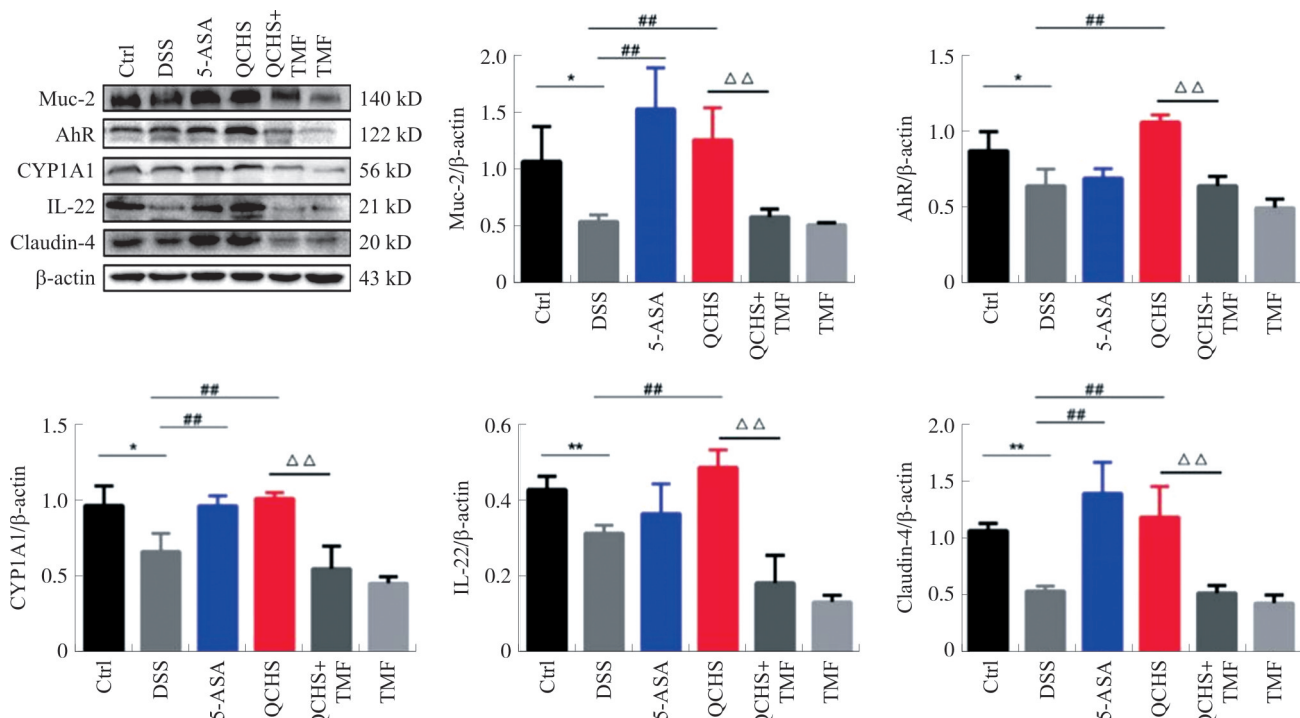 Ctrl
DSS
5-ASA
QCHS
QCHS+
TMF
TMF
Muc-2 140 kD
AhR 122 kD
CYP1A1 56 kD
IL-22 21 kD
Claudin-4 20 kD
β-actin 43 kD
##
##
*
△△
Muc-2/β-actin
2.0
1.5
1.0
0.5
0
Ctrl
DSS
5-ASA
QCHS
QCHS+
TMF
TMF
##
*
△△
AhR/β-actin
1.5
1.0
0.5
0
Ctrl
DSS
5-ASA
QCHS
QCHS+
TMF
TMF
##
##
*
△△
CYP1A1/β-actin
1.5
1.0
0.5
0
Ctrl
DSS
5-ASA
QCHS
QCHS+
TMF
TMF
##
**
△△
IL-22/β-actin
0.6
0.4
0.2
0
Ctrl
DSS
5-ASA
QCHS
QCHS+
TMF
TMF
##
##
**
△△
Claudin-4/β-actin
2.0
1.5
1.0
0.5
0
Ctrl
DSS
5-ASA
QCHS
QCHS+
TMF
TMF